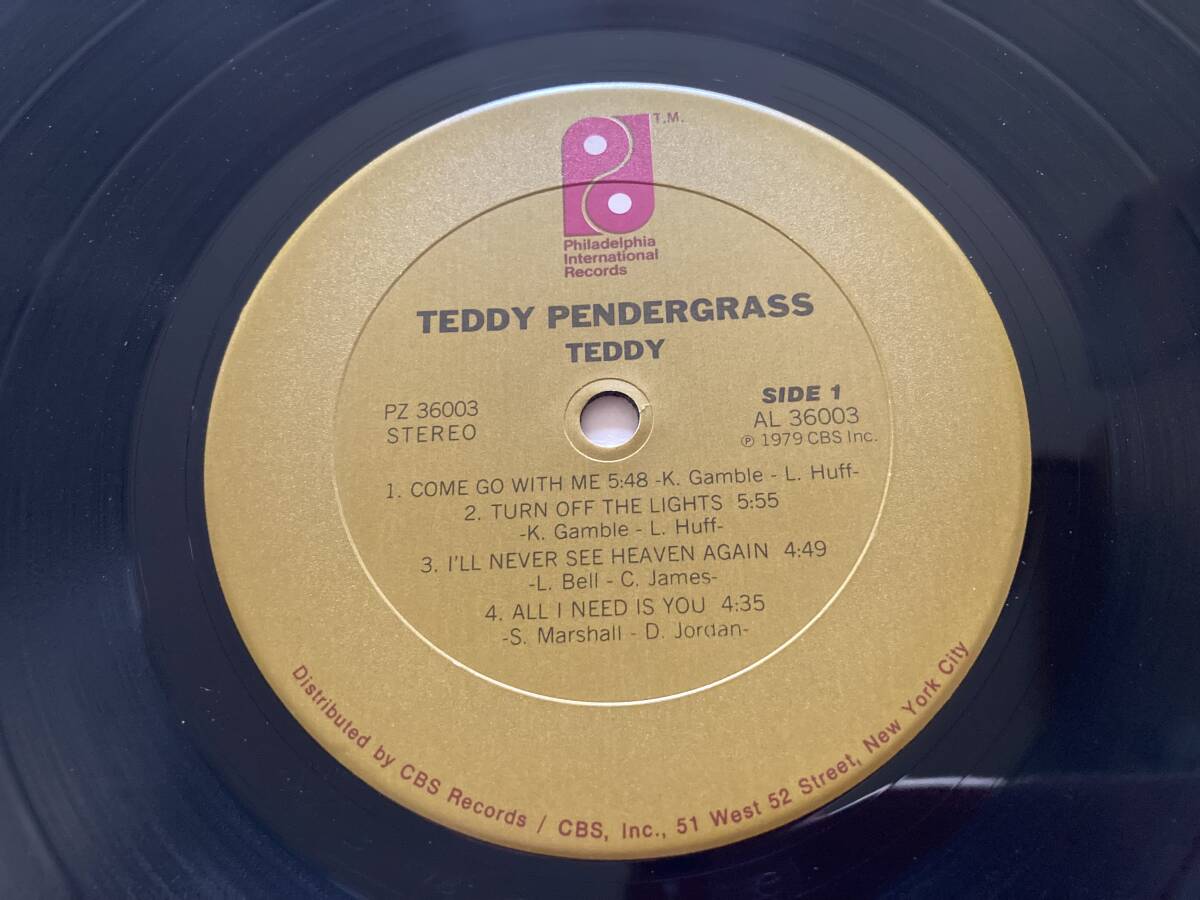 T.M.
Philadelphia
International
Records
TEDDY PENDERGRASS
TEDDY
PZ 36003
STEREO
SIDE 1
AL 36003
℗ 1979 CBS Inc.
1. COME GO WITH ME 5:48 -K. Gamble - L. Huff-
2. TURN OFF THE LIGHTS 5:55
-K. Gamble - L. Huff-
3. I'LL NEVER SEE HEAVEN AGAIN 4:49
-L. Bell - C. James-
4. ALL I NEED IS YOU 4:35
-S. Marshall - D. Jordan-
Distributed by CBS Records / CBS, Inc., 51 West 52 Street, New York City